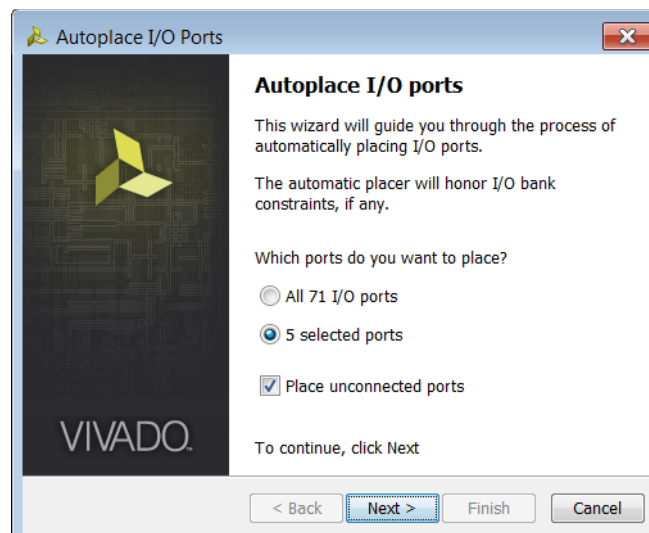 Autoplace I/O Ports
Autoplace I/O ports
This wizard will guide you through the process of
automatically placing I/O ports.
The automatic placer will honor I/O bank
constraints, if any.
Which ports do you want to place?
All 71 I/O ports
5 selected ports
Place unconnected ports
VIVADO™
To continue, click Next
< Back Next > Finish Cancel